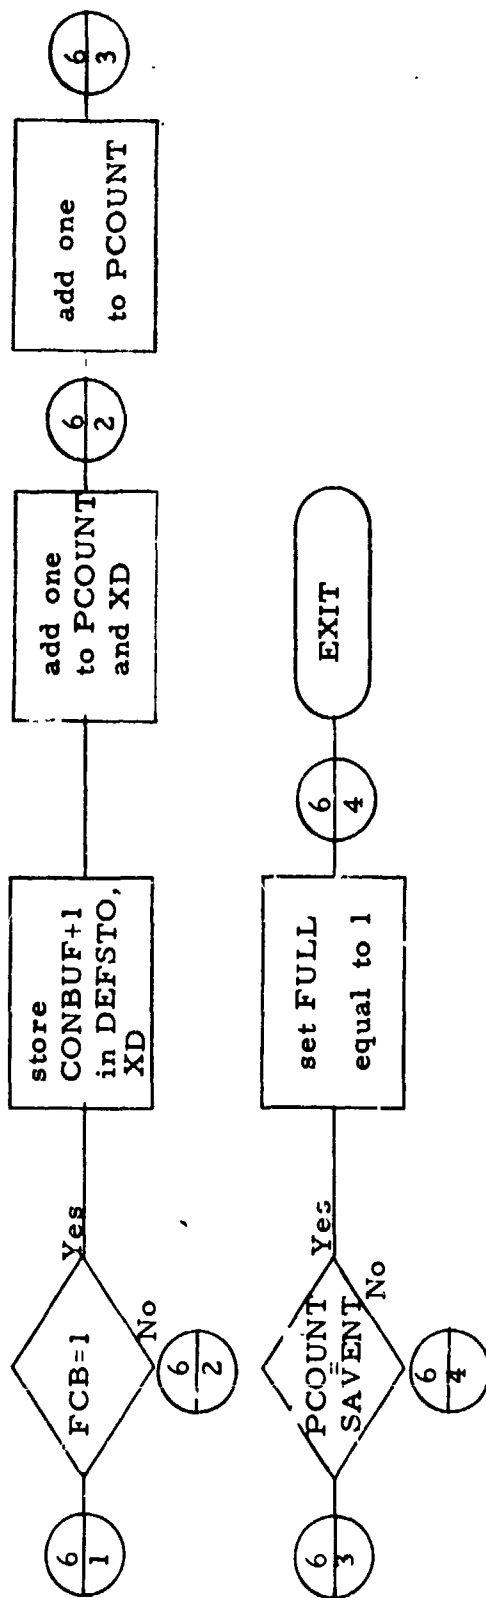 6
1
FCB=1
Yes
No
6
2
store
CONBUF+1
in DEFSTO,
XD
add one
to PCOUNT
and XD
6
2
add one
to PCOUNT
6
3
6
3
PCOUNT
=
SAVENT
Yes
No
6
4
set FULL
equal to 1
6
4
EXIT